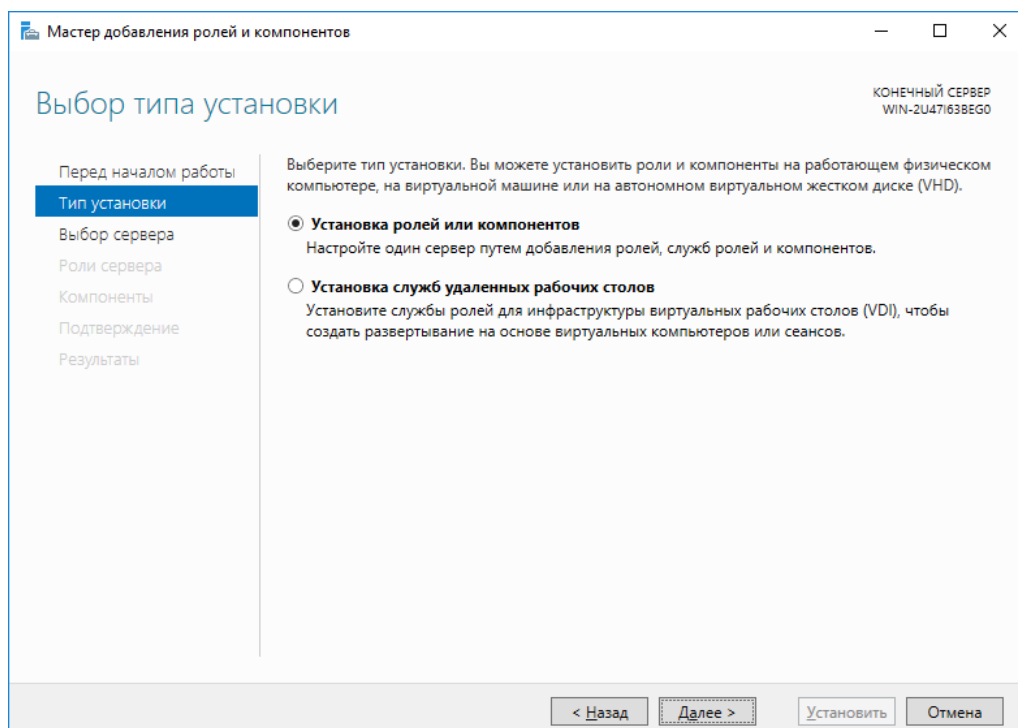 Мастер добавления ролей и компонентов
Выбор типа установки
КОНЕЧНЫЙ СЕРВЕР
WIN-2U47I63BEG0
Перед началом работы
Тип установки
Выбор сервера
Роли сервера
Компоненты
Подтверждение
Результаты
Выберите тип установки. Вы можете установить роли и компоненты на работающем физическом
компьютере, на виртуальной машине или на автономном виртуальном жестком диске (VHD).
Установка ролей или компонентов
Настройте один сервер путем добавления ролей, служб ролей и компонентов.
Установка служб удаленных рабочих столов
Установите службы ролей для инфраструктуры виртуальных рабочих столов (VDI), чтобы
создать развертывание на основе виртуальных компьютеров или сеансов.
< Назад
Далее >
Установить
Отмена